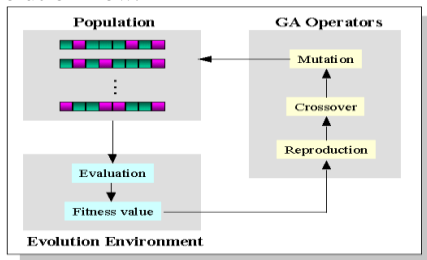 Population
GA Operators
Mutation
Crossover
Reproduction
Evaluation
Fitness value
Evolution Environment